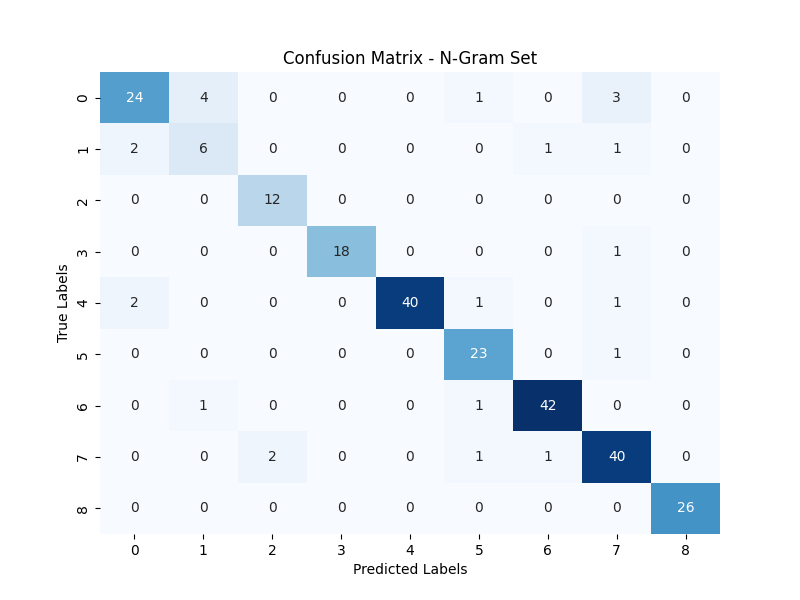 Confusion Matrix - N-Gram Set
True Labels
0 24 4 0 0 0 1 0 3 0
1 2 6 0 0 0 0 1 1 0
2 0 0 12 0 0 0 0 0 0
3 0 0 0 18 0 0 0 1 0
4 2 0 0 0 40 1 0 1 0
5 0 0 0 0 0 23 0 1 0
6 0 1 0 0 0 1 42 0 0
7 0 0 2 0 0 1 1 40 0
8 0 0 0 0 0 0 0 0 26
0 1 2 3 4 5 6 7 8
Predicted Labels